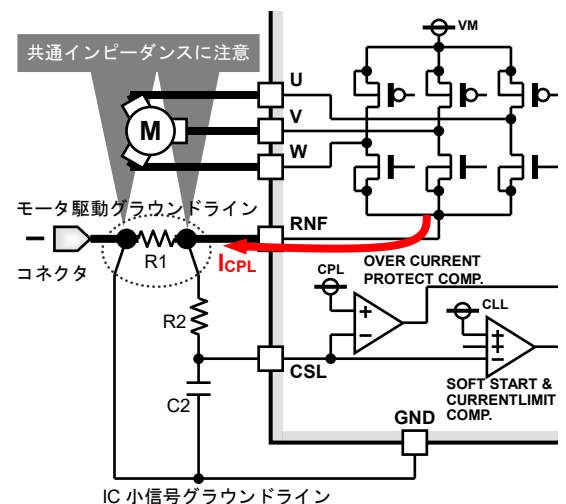 共通インピーダンスに注意
VM
U
V
W
M
モータ駆動グラウンドライン
RNF
コネクタ
R1
ICPL
OVER CURRENT
PROTECT COMP.
CPL
CLL
R2
CSL
C2
SOFT START &
CURRENTLIMIT
COMP.
GND
IC 小信号グラウンドライン